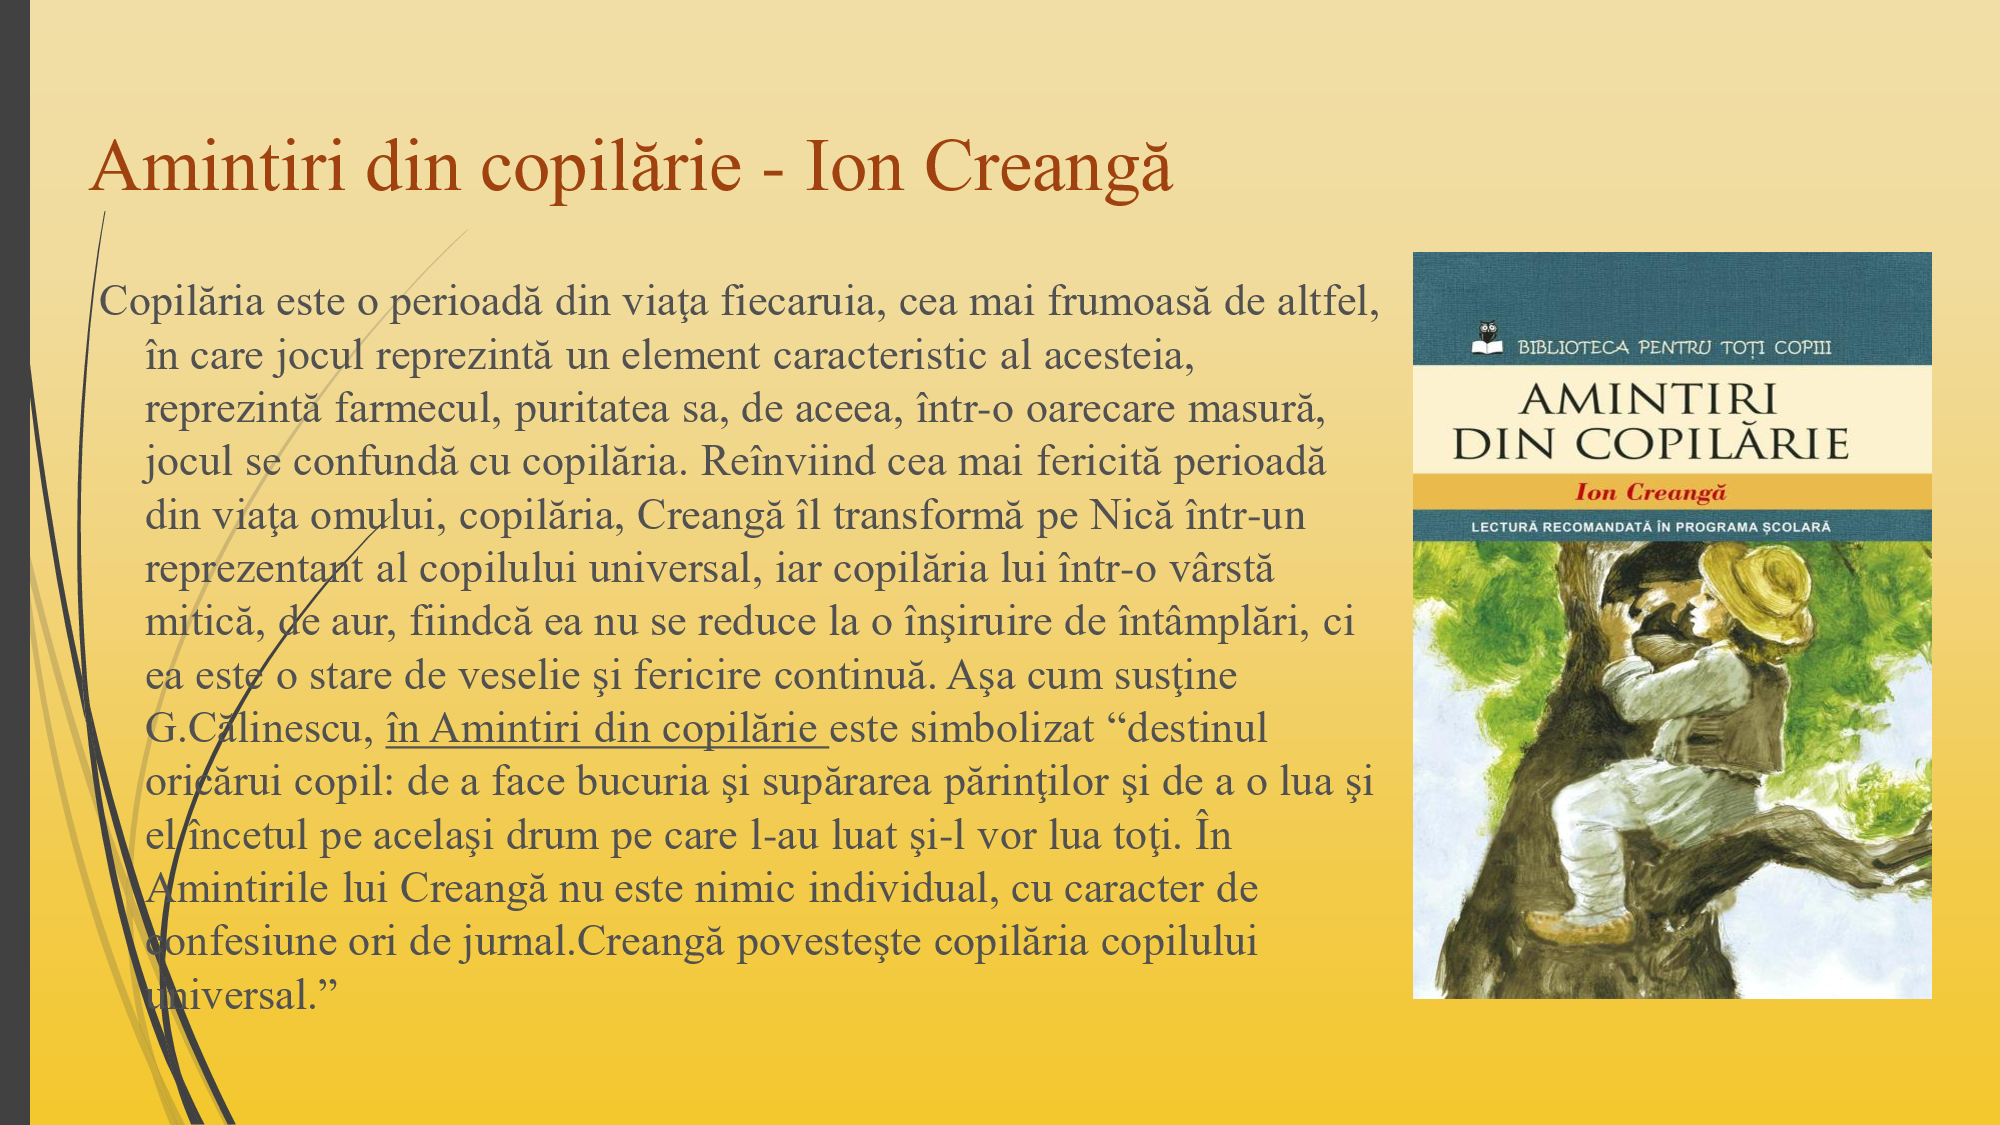 Amintiri din copilărie - Ion Creangă
Copilăria este o perioadă din viaţa fiecaruia, cea mai frumoasă de altfel,
în care jocul reprezintă un element caracteristic al acesteia,
reprezintă farmecul, puritatea sa, de aceea, într-o oarecare masură,
jocul se confundă cu copilăria. Reînviind cea mai fericită perioadă
din viaţa omului, copilăria, Creangă îl transformă pe Nică într-un
reprezentant al copilului universal, iar copilăria lui într-o vârstă
mitică, de aur, fiindcă ea nu se reduce la o înşiruire de întâmplări, ci
ea este o stare de veselie şi fericire continuă. Aşa cum susţine
G.Călinescu, în Amintiri din copilărie este simbolizat “destinul
oricărui copil: de a face bucuria şi supărarea părinţilor şi de a o lua şi
el încetul pe acelaşi drum pe care l-au luat şi-l vor lua toţi. În
Amintirile lui Creangă nu este nimic individual, cu caracter de
confesiune ori de jurnal.Creangă povesteşte copilăria copilului
universal.”
BIBLIOTECA PENTRU TOȚI COPIII
AMINTIRI
DIN COPILĂRIE
Ion Creangă
LECTURĂ RECOMANDATĂ ÎN PROGRAMA ȘCOLARĂ